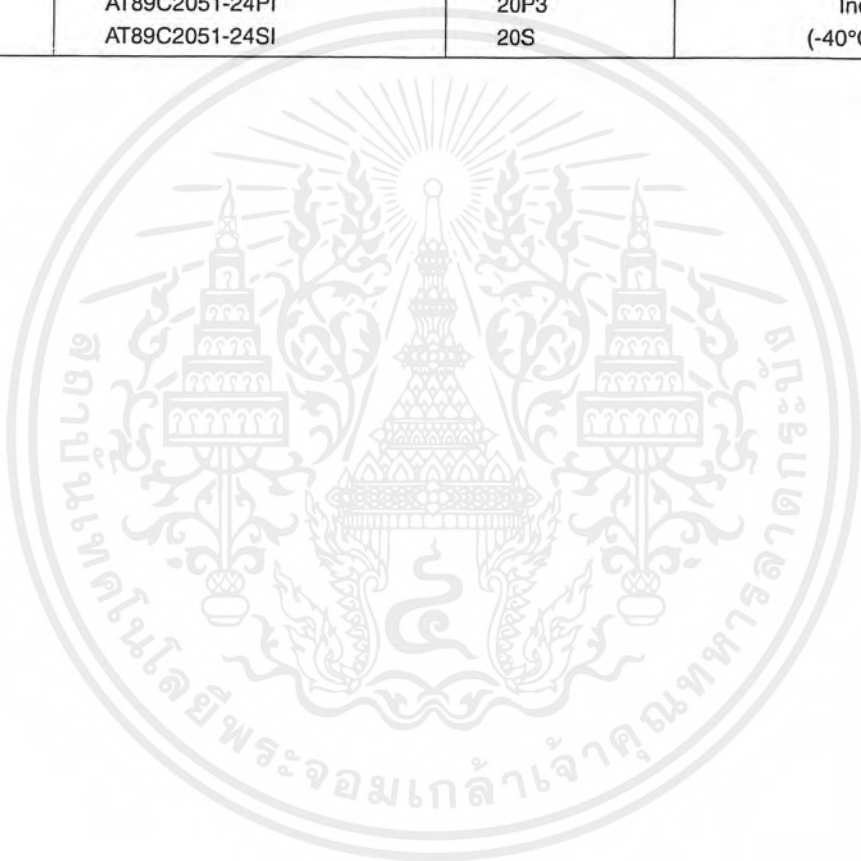 AT89C2051-24PI 20P3
AT89C2051-24SI 20S (-40°
สถาบันเทคโนโลยีพระจอมเกล้าเจ้าคุณทหารลาดกระบัง